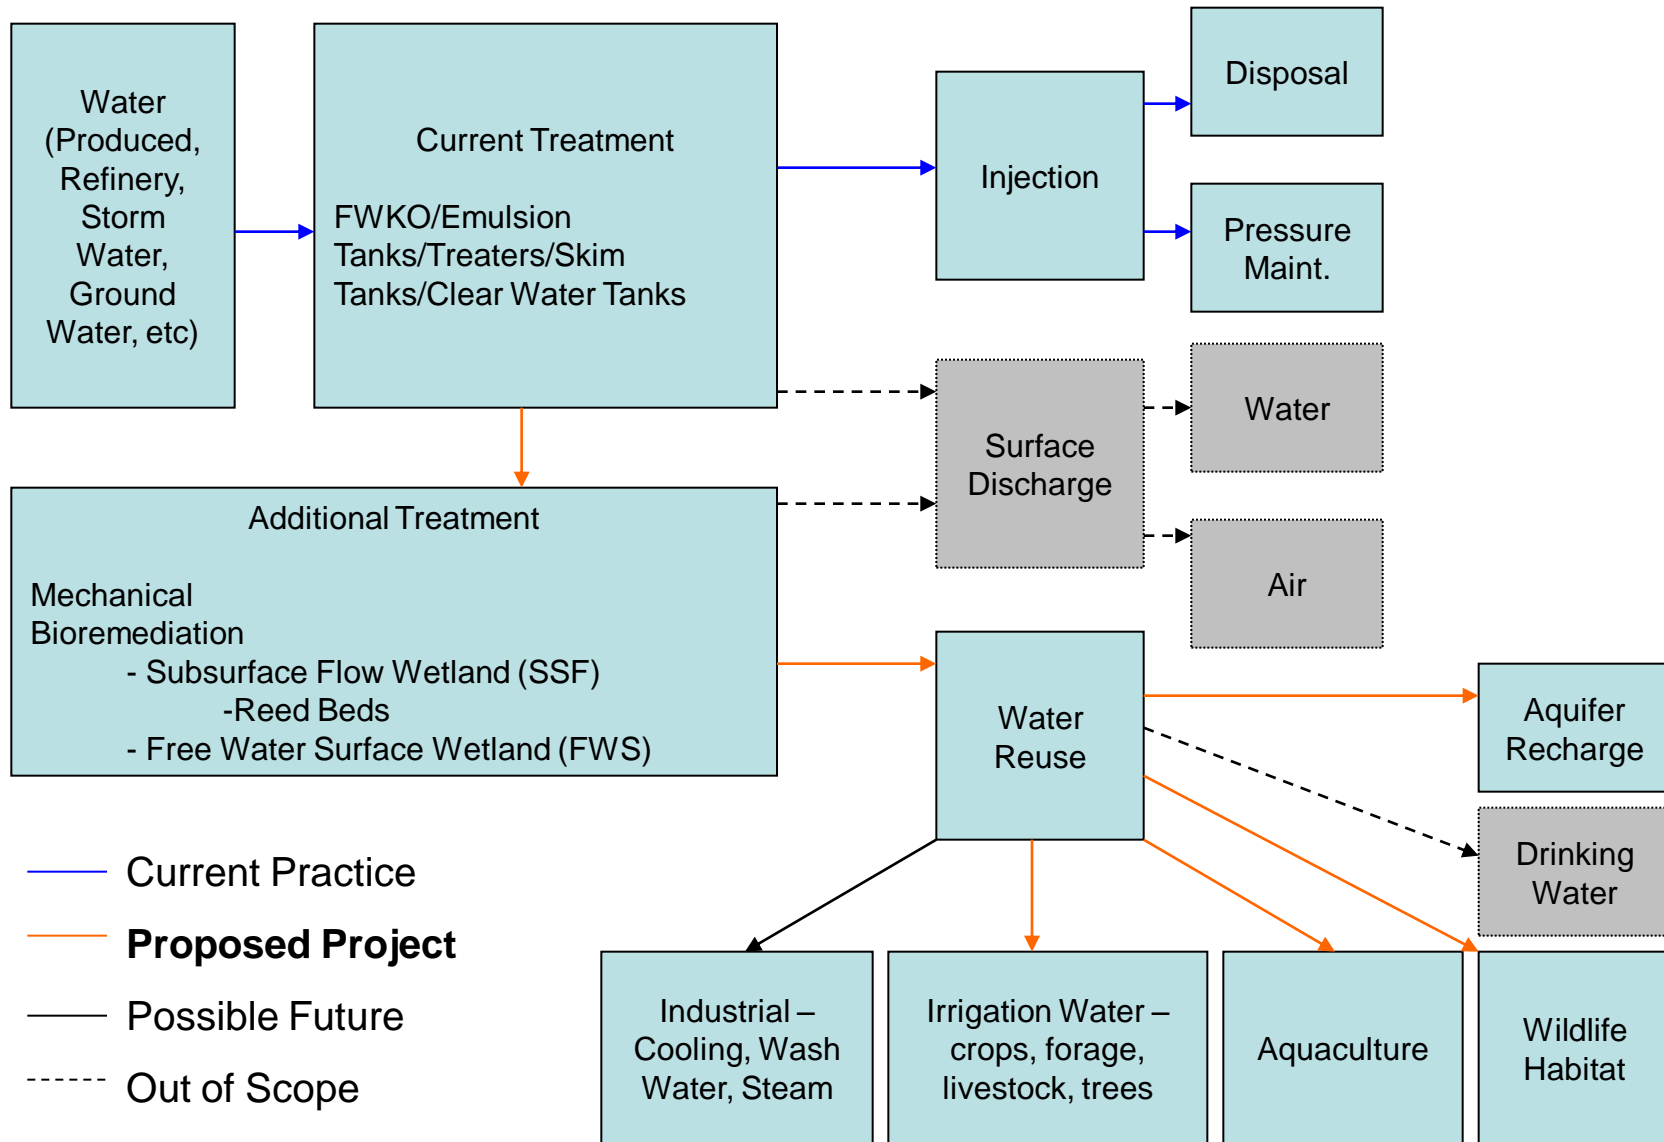 Water
(Produced,
Refinery,
Storm
Water,
Ground
Water, etc)
Current Treatment
FWKO/Emulsion
Tanks/Treaters/Skim
Tanks/Clear Water Tanks
Injection
Disposal
Pressure
Maint.
Surface
Discharge
Water
Air
Additional Treatment
Mechanical
Bioremediation
- Subsurface Flow Wetland (SSF)
-Reed Beds
- Free Water Surface Wetland (FWS)
Water
Reuse
Aquifer
Recharge
Drinking
Water
Industrial –
Cooling, Wash
Water, Steam
Irrigation Water –
crops, forage,
livestock, trees
Aquaculture
Wildlife
Habitat
Current Practice
Proposed Project
Possible Future
Out of Scope